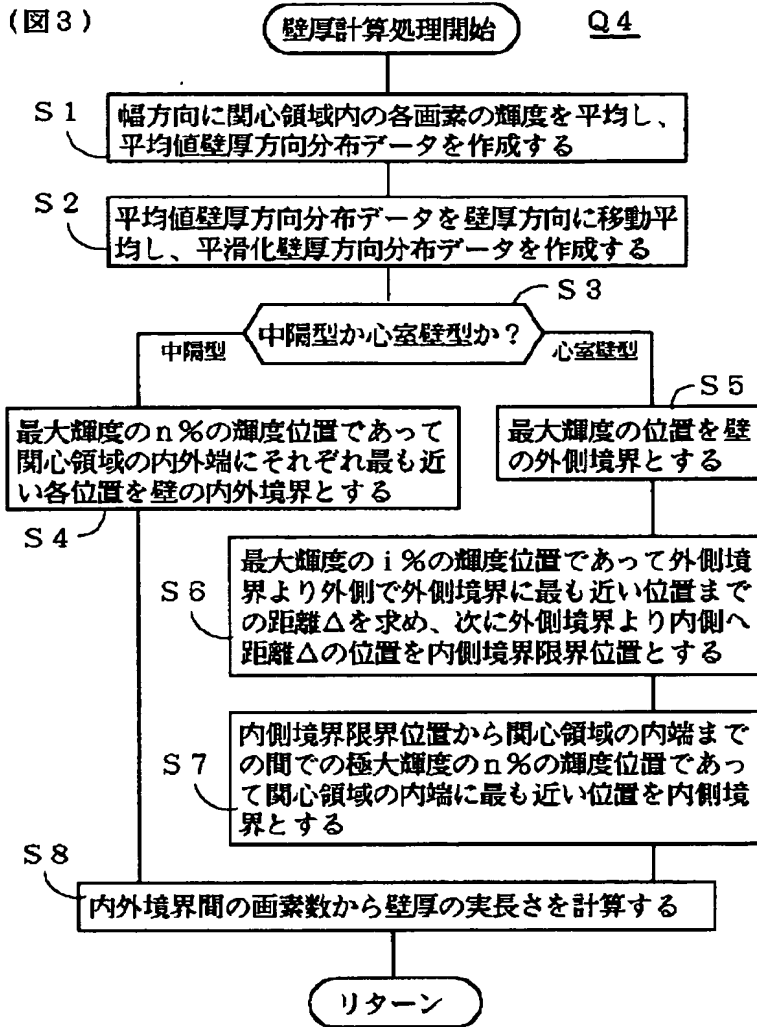 (図3)
壁厚計算処理開始
Q4
S1
幅方向に関心領域内の各画素の輝度を平均し、
平均値壁厚方向分布データを作成する
S2
平均値壁厚方向分布データを壁厚方向に移動平
均し、平滑化壁厚方向分布データを作成する
S3
中隔型か心室壁型か?
中隔型
心室壁型
最大輝度のn%の輝度位置であって
関心領域の内外端にそれぞれ最も近
い各位置を壁の内外境界とする
S4
S5
最大輝度の位置を壁
の外側境界とする
S6
最大輝度のi%の輝度位置であって外側境
界より外側で外側境界に最も近い位置まで
の距離△を求め、次に外側境界より内側へ
距離△の位置を内側境界限界位置とする
S7
内側境界限界位置から関心領域の内端まで
の間での極大輝度のn%の輝度位置であっ
て関心領域の内端に最も近い位置を内側境
界とする
S8
内外境界間の画素数から壁厚の実長さを計算する
リターン